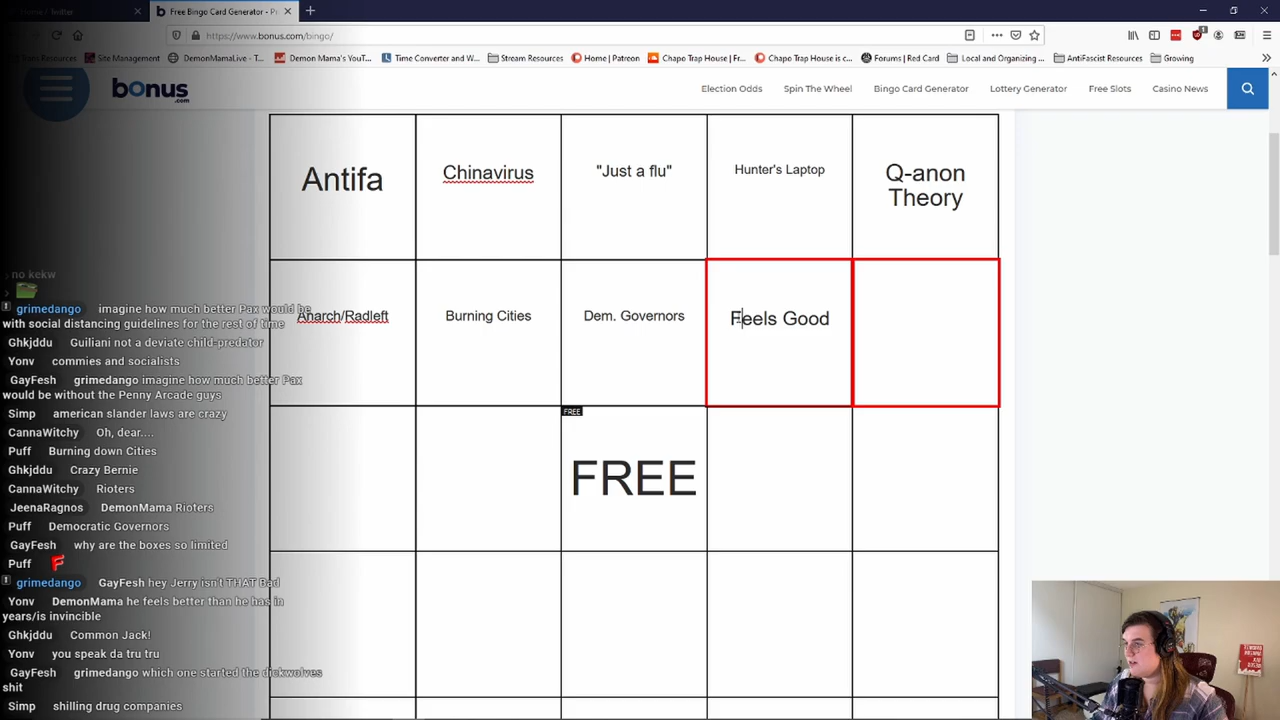 Home / Twitter
Free Bingo Card Generator - P
https://www.bonus.com/bingo/
Trans Resources
Site Management
DemonMamaLive - T...
Demon Mama's YouT...
Time Converter and W...
Stream Resources
Home | Patreon
Chapo Trap House | Fr...
Chapo Trap House is c...
Forums | Red Card
Local and Organizing ...
AntiFascist Resources
Growing
bonus
.com
Election Odds
Spin The Wheel
Bingo Card Generator
Lottery Generator
Free Slots
Casino News
Antifa
Chinavirus
"Just a flu"
Hunter's Laptop
Q-anon
Theory
Anarch/Radleft
Burning Cities
Dem. Governors
Feels Good
FREE
FREE
no kekw
grimedango imagine how much better Pax would be
with social distancing guidelines for the rest of time
Ghkjddu Guiliani not a deviate child-predator
Yonv commies and socialists
GayFesh grimedango imagine how much better Pax
would be without the Penny Arcade guys
Simp american slander laws are crazy
CannaWitchy Oh, dear....
Puff Burning down Cities
Ghkjddu Crazy Bernie
CannaWitchy Rioters
JeenaRagnos DemonMama Rioters
Puff Democratic Governors
GayFesh why are the boxes so limited
Puff
grimedango GayFesh hey Jerry isn't THAT Bad
Yonv DemonMama he feels better than he has in
years/is invincible
Ghkjddu Common Jack!
Yonv you speak da tru tru
GayFesh grimedango which one started the dickwolves
shit
Simp shilling drug companies